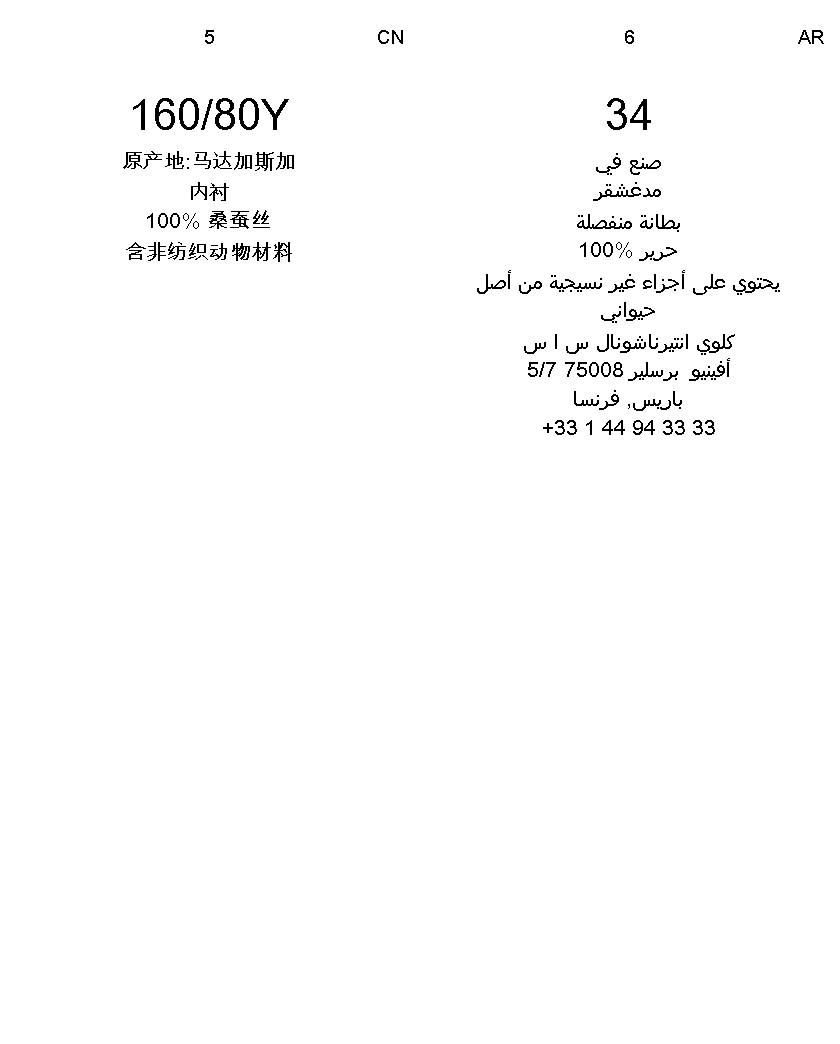 5
CN
160/80Y
原产地:马达加斯加
内衬
100% 桑蚕丝
含非纺织动物材料
6
AR
34
صنع في
مدغشقر
بطانة منفصلة
100% حرير
يحتوي على أجزاء غير نسيجية من أصل
حيواني
كلوي انتيرناشونال س ا س
5/7 75008 أفينيو برسلير
باريس, فرنسا
+33 1 44 94 33 33